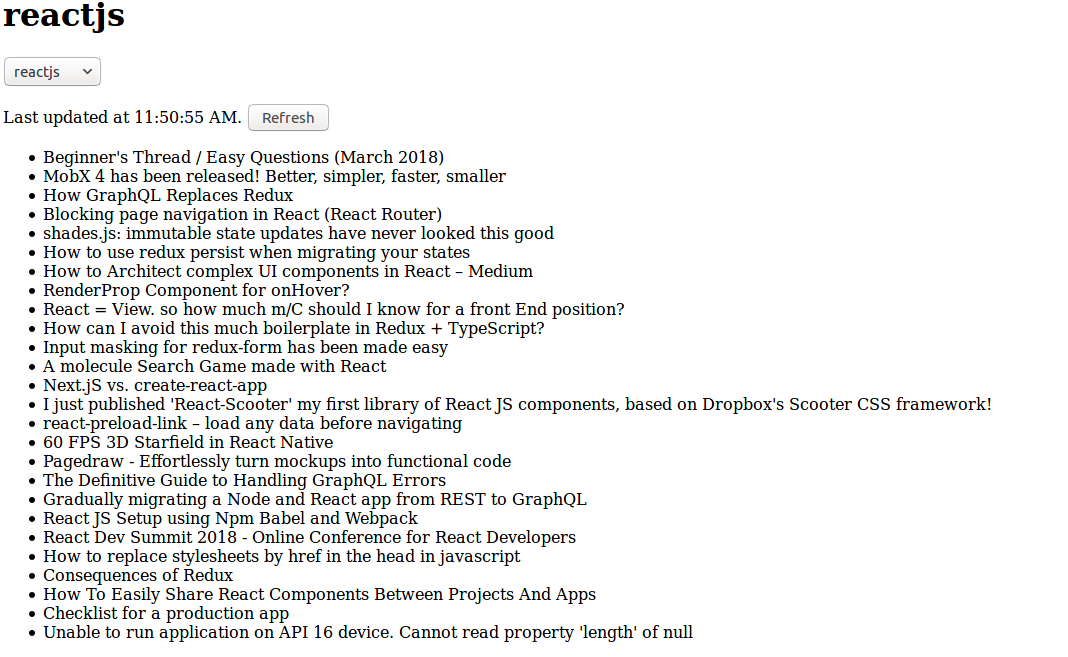 reactjs
reactjs
Last updated at 11:50:55 AM. Refresh
Beginner's Thread / Easy Questions (March 2018)
MobX 4 has been released! Better, simpler, faster, smaller
How GraphQL Replaces Redux
Blocking page navigation in React (React Router)
shades.js: immutable state updates have never looked this good
How to use redux persist when migrating your states
How to Architect complex UI components in React – Medium
RenderProp Component for onHover?
React = View. so how much m/C should I know for a front End position?
How can I avoid this much boilerplate in Redux + TypeScript?
Input masking for redux-form has been made easy
A molecule Search Game made with React
Next.jS vs. create-react-app
I just published 'React-Scooter' my first library of React JS components, based on Dropbox's Scooter CSS framework!
react-preload-link – load any data before navigating
60 FPS 3D Starfield in React Native
Pagedraw - Effortlessly turn mockups into functional code
The Definitive Guide to Handling GraphQL Errors
Gradually migrating a Node and React app from REST to GraphQL
React JS Setup using Npm Babel and Webpack
React Dev Summit 2018 - Online Conference for React Developers
How to replace stylesheets by href in the head in javascript
Consequences of Redux
How To Easily Share React Components Between Projects And Apps
Checklist for a production app
Unable to run application on API 16 device. Cannot read property 'length' of null